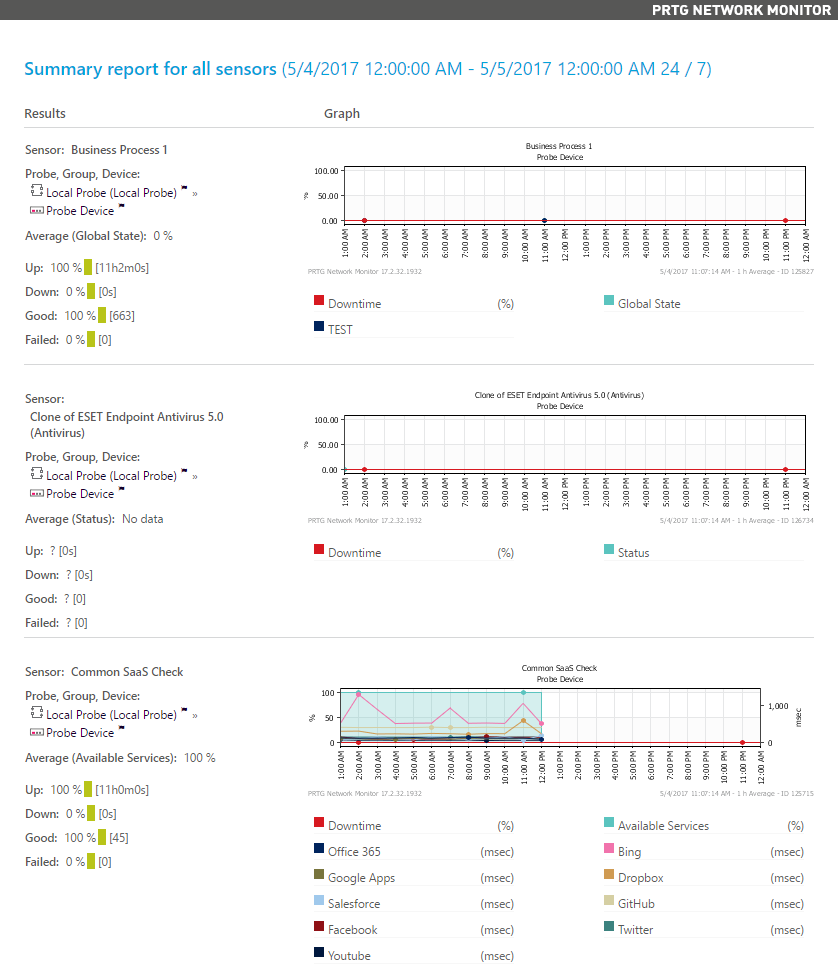 PRTG NETWORK MONITOR
Summary report for all sensors (5/4/2017 12:00:00 AM - 5/5/2017 12:00:00 AM 24 / 7)
Results Graph
Sensor: Business Process 1
Probe, Group, Device:
Local Probe (Local Probe) »
Probe Device
Average (Global State): 0 %
Up: 100 % [11h2m0s]
Down: 0 % [0s]
Good: 100 % [663]
Failed: 0 % [0]
Business Process 1
Probe Device
100.00
50.00
0.00
%
1:00 AM 2:00 AM 3:00 AM 4:00 AM 5:00 AM 6:00 AM 7:00 AM 8:00 AM 9:00 AM 10:00 AM 11:00 AM 12:00 PM 1:00 PM 2:00 PM 3:00 PM 4:00 PM 5:00 PM 6:00 PM 7:00 PM 8:00 PM 9:00 PM 10:00 PM 11:00 PM 12:00 AM
PRTG Network Monitor 17.2.32.1932 5/4/2017 11:07:14 AM - 1 h Average - ID 125827
Downtime (%) Global State
TEST
Sensor:
Clone of ESET Endpoint Antivirus 5.0
(Antivirus)
Probe, Group, Device:
Local Probe (Local Probe) »
Probe Device
Average (Status): No data
Up: ? [0s]
Down: ? [0s]
Good: ? [0]
Failed: ? [0]
Clone of ESET Endpoint Antivirus 5.0 (Antivirus)
Probe Device
100.00
50.00
0.00
%
1:00 AM 2:00 AM 3:00 AM 4:00 AM 5:00 AM 6:00 AM 7:00 AM 8:00 AM 9:00 AM 10:00 AM 11:00 AM 12:00 PM 1:00 PM 2:00 PM 3:00 PM 4:00 PM 5:00 PM 6:00 PM 7:00 PM 8:00 PM 9:00 PM 10:00 PM 11:00 PM 12:00 AM
PRTG Network Monitor 17.2.32.1932 5/4/2017 11:07:14 AM - 1 h Average - ID 126734
Downtime (%) Status
Sensor: Common SaaS Check
Probe, Group, Device:
Local Probe (Local Probe) »
Probe Device
Average (Available Services): 100 %
Up: 100 % [11h0m0s]
Down: 0 % [0s]
Good: 100 % [45]
Failed: 0 % [0]
Common SaaS Check
Probe Device
100
50
0
%
1,000
0
msec
1:00 AM 2:00 AM 3:00 AM 4:00 AM 5:00 AM 6:00 AM 7:00 AM 8:00 AM 9:00 AM 10:00 AM 11:00 AM 12:00 PM 1:00 PM 2:00 PM 3:00 PM 4:00 PM 5:00 PM 6:00 PM 7:00 PM 8:00 PM 9:00 PM 10:00 PM 11:00 PM 12:00 AM
PRTG Network Monitor 17.2.32.1932 5/4/2017 11:07:14 AM - 1 h Average - ID 125715
Downtime (%) Available Services (%)
Office 365 (msec) Bing (msec)
Google Apps (msec) Dropbox (msec)
Salesforce (msec) GitHub (msec)
Facebook (msec) Twitter (msec)
Youtube (msec)